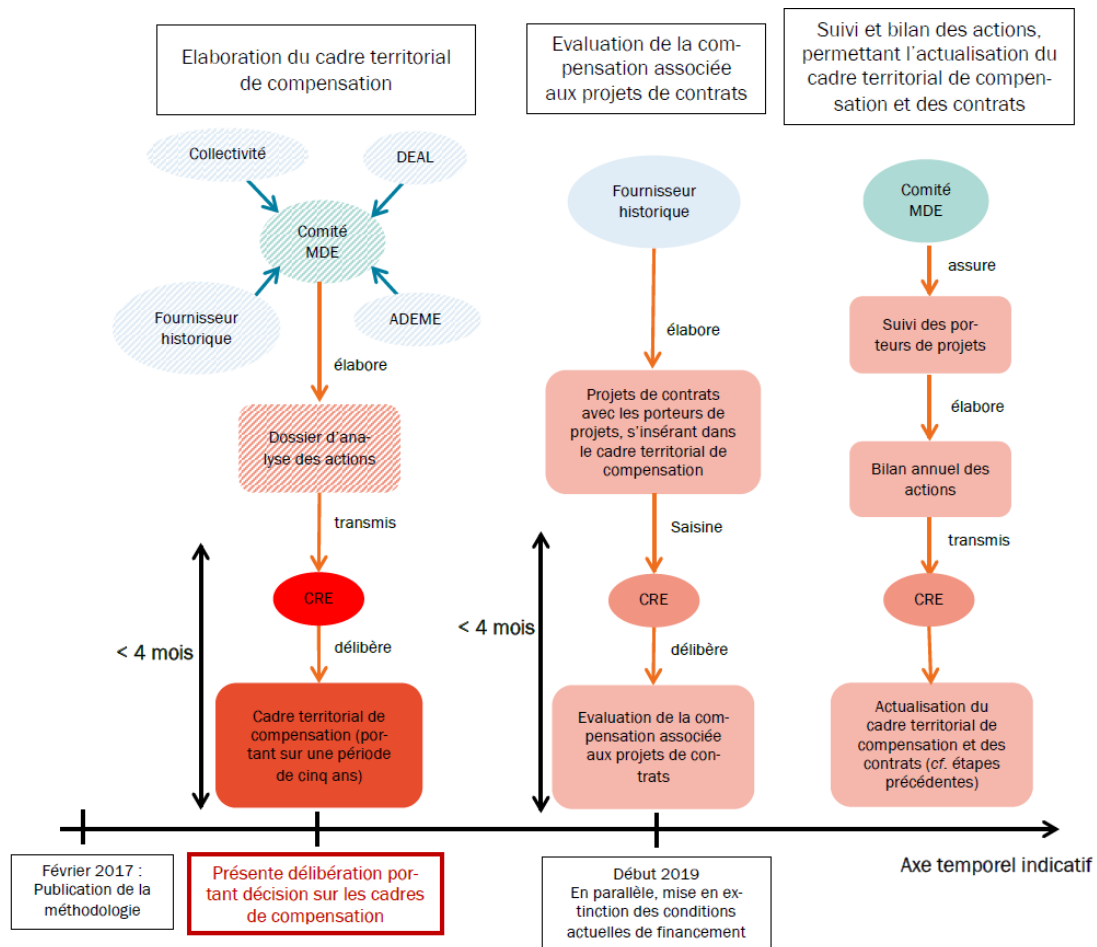 Elaboration du cadre territorial
de compensation
Evaluation de la com-
pensation associée
aux projets de contrats
Suivi et bilan des actions,
permettant l'actualisation du
cadre territorial de compen-
sation et des contrats
Collectivité
DEAL
Comité
MDE
Fournisseur
historique
ADEME
élabore
Dossier d'ana-
lyse des actions
transmis
CRE
< 4 mois
délibère
Cadre territorial de
compensation (por-
tant sur une période
de cinq ans)
Fournisseur
historique
élabore
Projets de contrats
avec les porteurs de
projets, s'insérant dans
le cadre territorial de
compensation
Saisine
CRE
< 4 mois
délibère
Evaluation de la com-
pensation associée
aux projets de con-
trats
Comité
MDE
assure
Suivi des por-
teurs de projets
élabore
Bilan annuel des
actions
transmis
CRE
Actualisation du
cadre territorial de
compensation et des
contrats (cf. étapes
précédentes)
Février 2017 :
Publication de la
méthodologie
Présente délibération por-
tant décision sur les cadres
de compensation
Début 2019
En parallèle, mise en ex-
tinction des conditions
actuelles de financement
Axe temporel indicatif